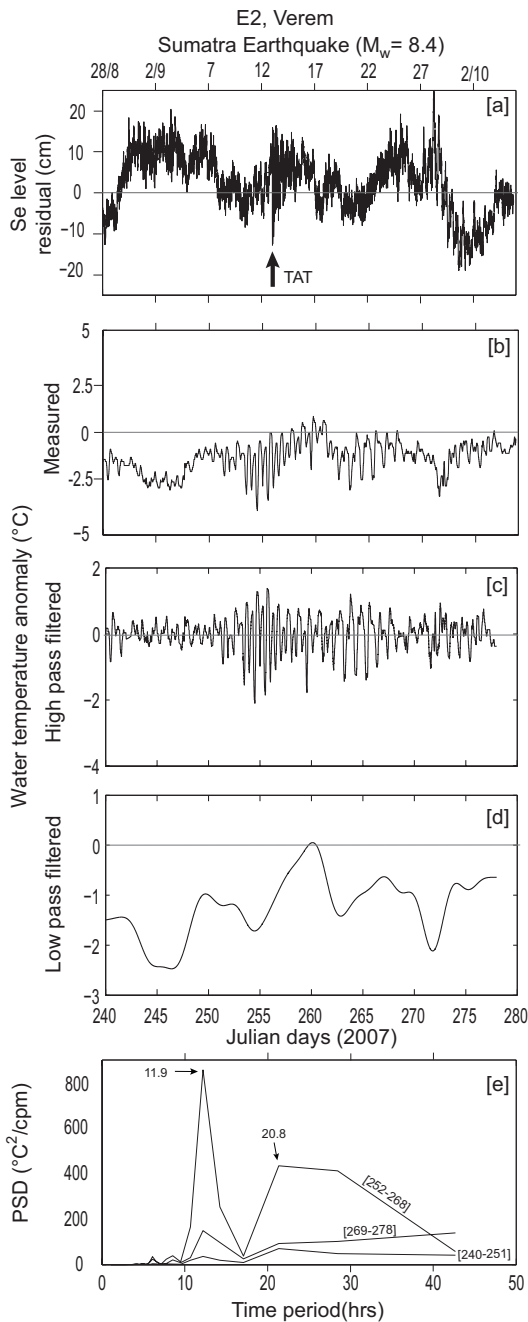 E2, Verem
Sumatra Earthquake (Mw= 8.4)
28/8 2/9 7 12 17 22 27 2/10
[a]
Se level
residual (cm)
20
10
0
−10
−20
TAT
[b]
Water temperature anomaly (°C)
Measured
5
2.5
0
−2.5
−5
[c]
High pass filtered
2
0
−2
−4
[d]
Low pass filtered
1
0
−1
−2
−3
240 245 250 255 260 265 270 275 280
Julian days (2007)
[e]
PSD (°C²/cpm)
800
600
400
200
0
11.9
20.8
[252-268]
[269-278]
[240-251]
0 10 20 30 40 50
Time period(hrs)